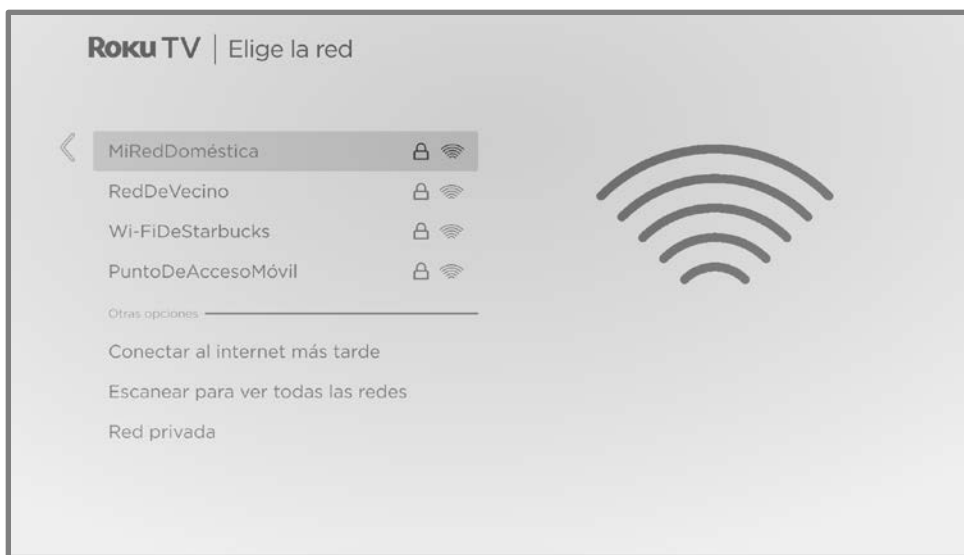 Roku TV | Elige la red
MiRedDoméstica
RedDeVecino
Wi-FiDeStarbucks
PuntoDeAccesoMóvil
Otras opciones
Conectar al internet más tarde
Escanear para ver todas las redes
Red privada